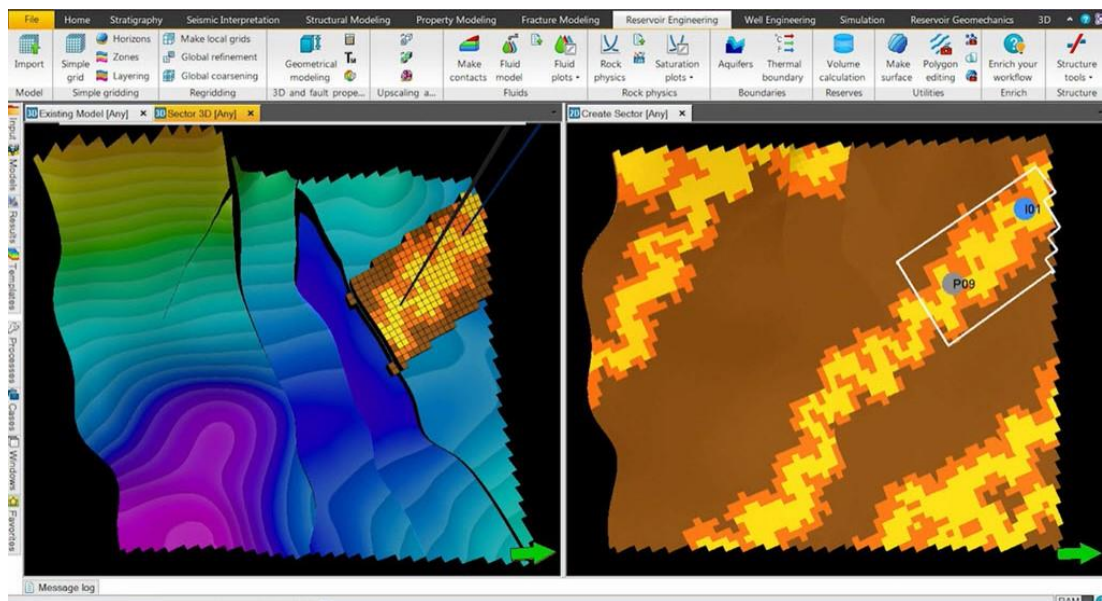 File Home Stratigraphy Seismic Interpretation Structural Modeling Property Modeling Fracture Modeling Reservoir Engineering Well Engineering Simulation Reservoir Geomechanics 3D
Horizons Make local grids
Import Simple grid Zones Global refinement Geometrical modeling Make contacts Fluid model Fluid plots Rock physics Saturation plots Aquifers Thermal boundary Volume calculation Make surface Polygon editing Enrich your workflow Structure tools
Layering Global coarsening
Model Simple gridding Regridding 3D and fault prope... Upscaling a... Fluids Rock physics Boundaries Reserves Utilities Enrich Structure
3D Existing Model [Any] 3D Sector 3D [Any] 2D Create Sector [Any]
Input
Models
Results
Templates
Processes
Cases
Windows
Favorites
I01
P09
Message log